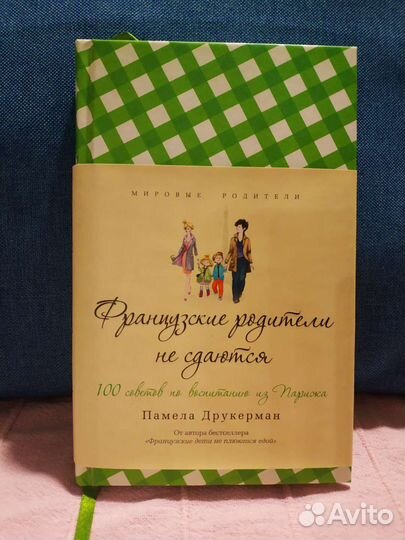 МИРОВЫЕ РОДИТЕЛИ
Французские родители
не сдаются
100 советов по воспитанию из Парижа
Памела Друкерман
От автора бестселлера
«Французские дети не плюются едой»
Avito